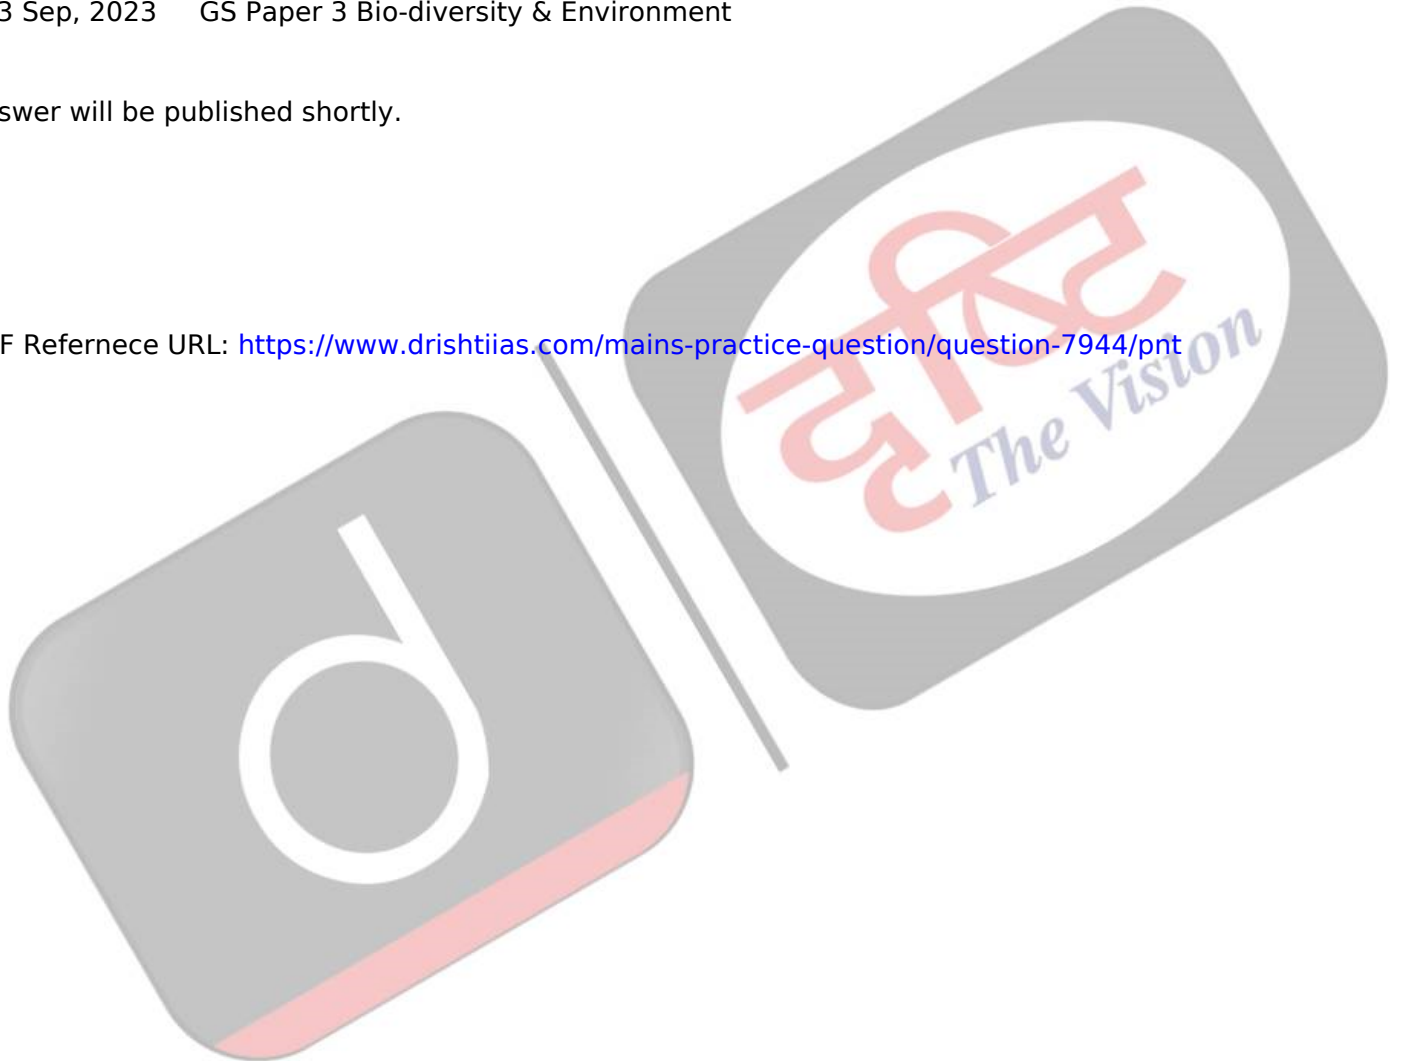 3 Sep, 2023 GS Paper 3 Bio-diversity & Environment
swer will be published shortly.
F Refernece URL: https://www.drishtiias.com/mains-practice-question/question-7944/pnt
दृष्टि
The Vision
d